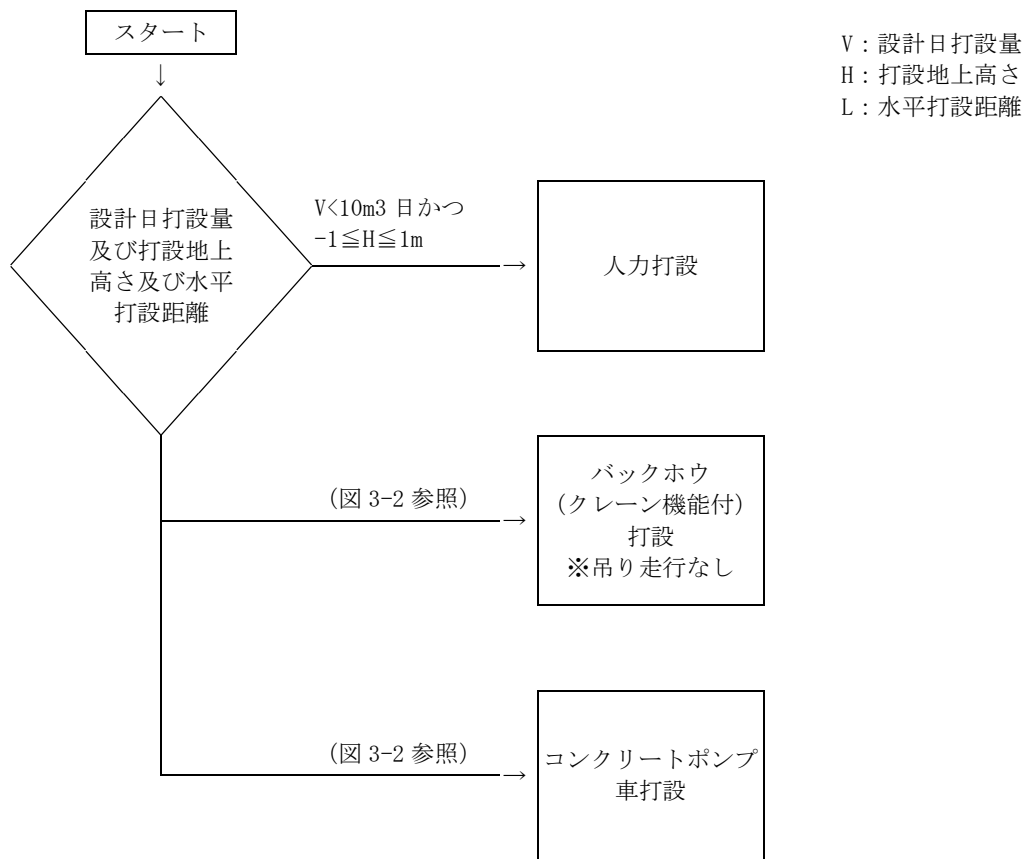 スタート
↓
V:設計日打設量
H:打設地上高さ
L:水平打設距離
設計日打設量
及び打設地上
高さ及び水平
打設距離
V<10m3 日かつ
-1≦H≦1m
→
人力打設
(図 3-2 参照)
→
バックホウ
(クレーン機能付)
打設
※吊り走行なし
(図 3-2 参照)
→
コンクリートポンプ
車打設